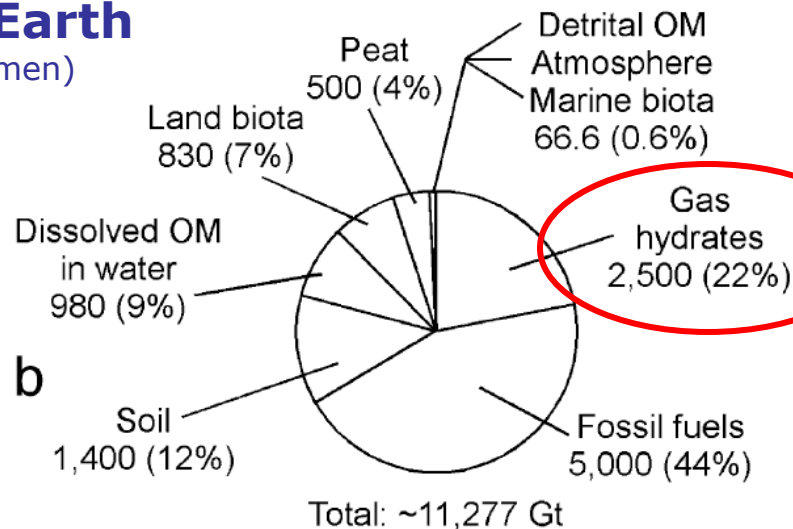 Earth
men)
Peat
500 (4%)
Detrital OM
Atmosphere
Marine biota
66.6 (0.6%)
Land biota
830 (7%)
Gas
hydrates
2,500 (22%)
Dissolved OM
in water
980 (9%)
b
Soil
1,400 (12%)
Fossil fuels
5,000 (44%)
Total: ~11,277 Gt